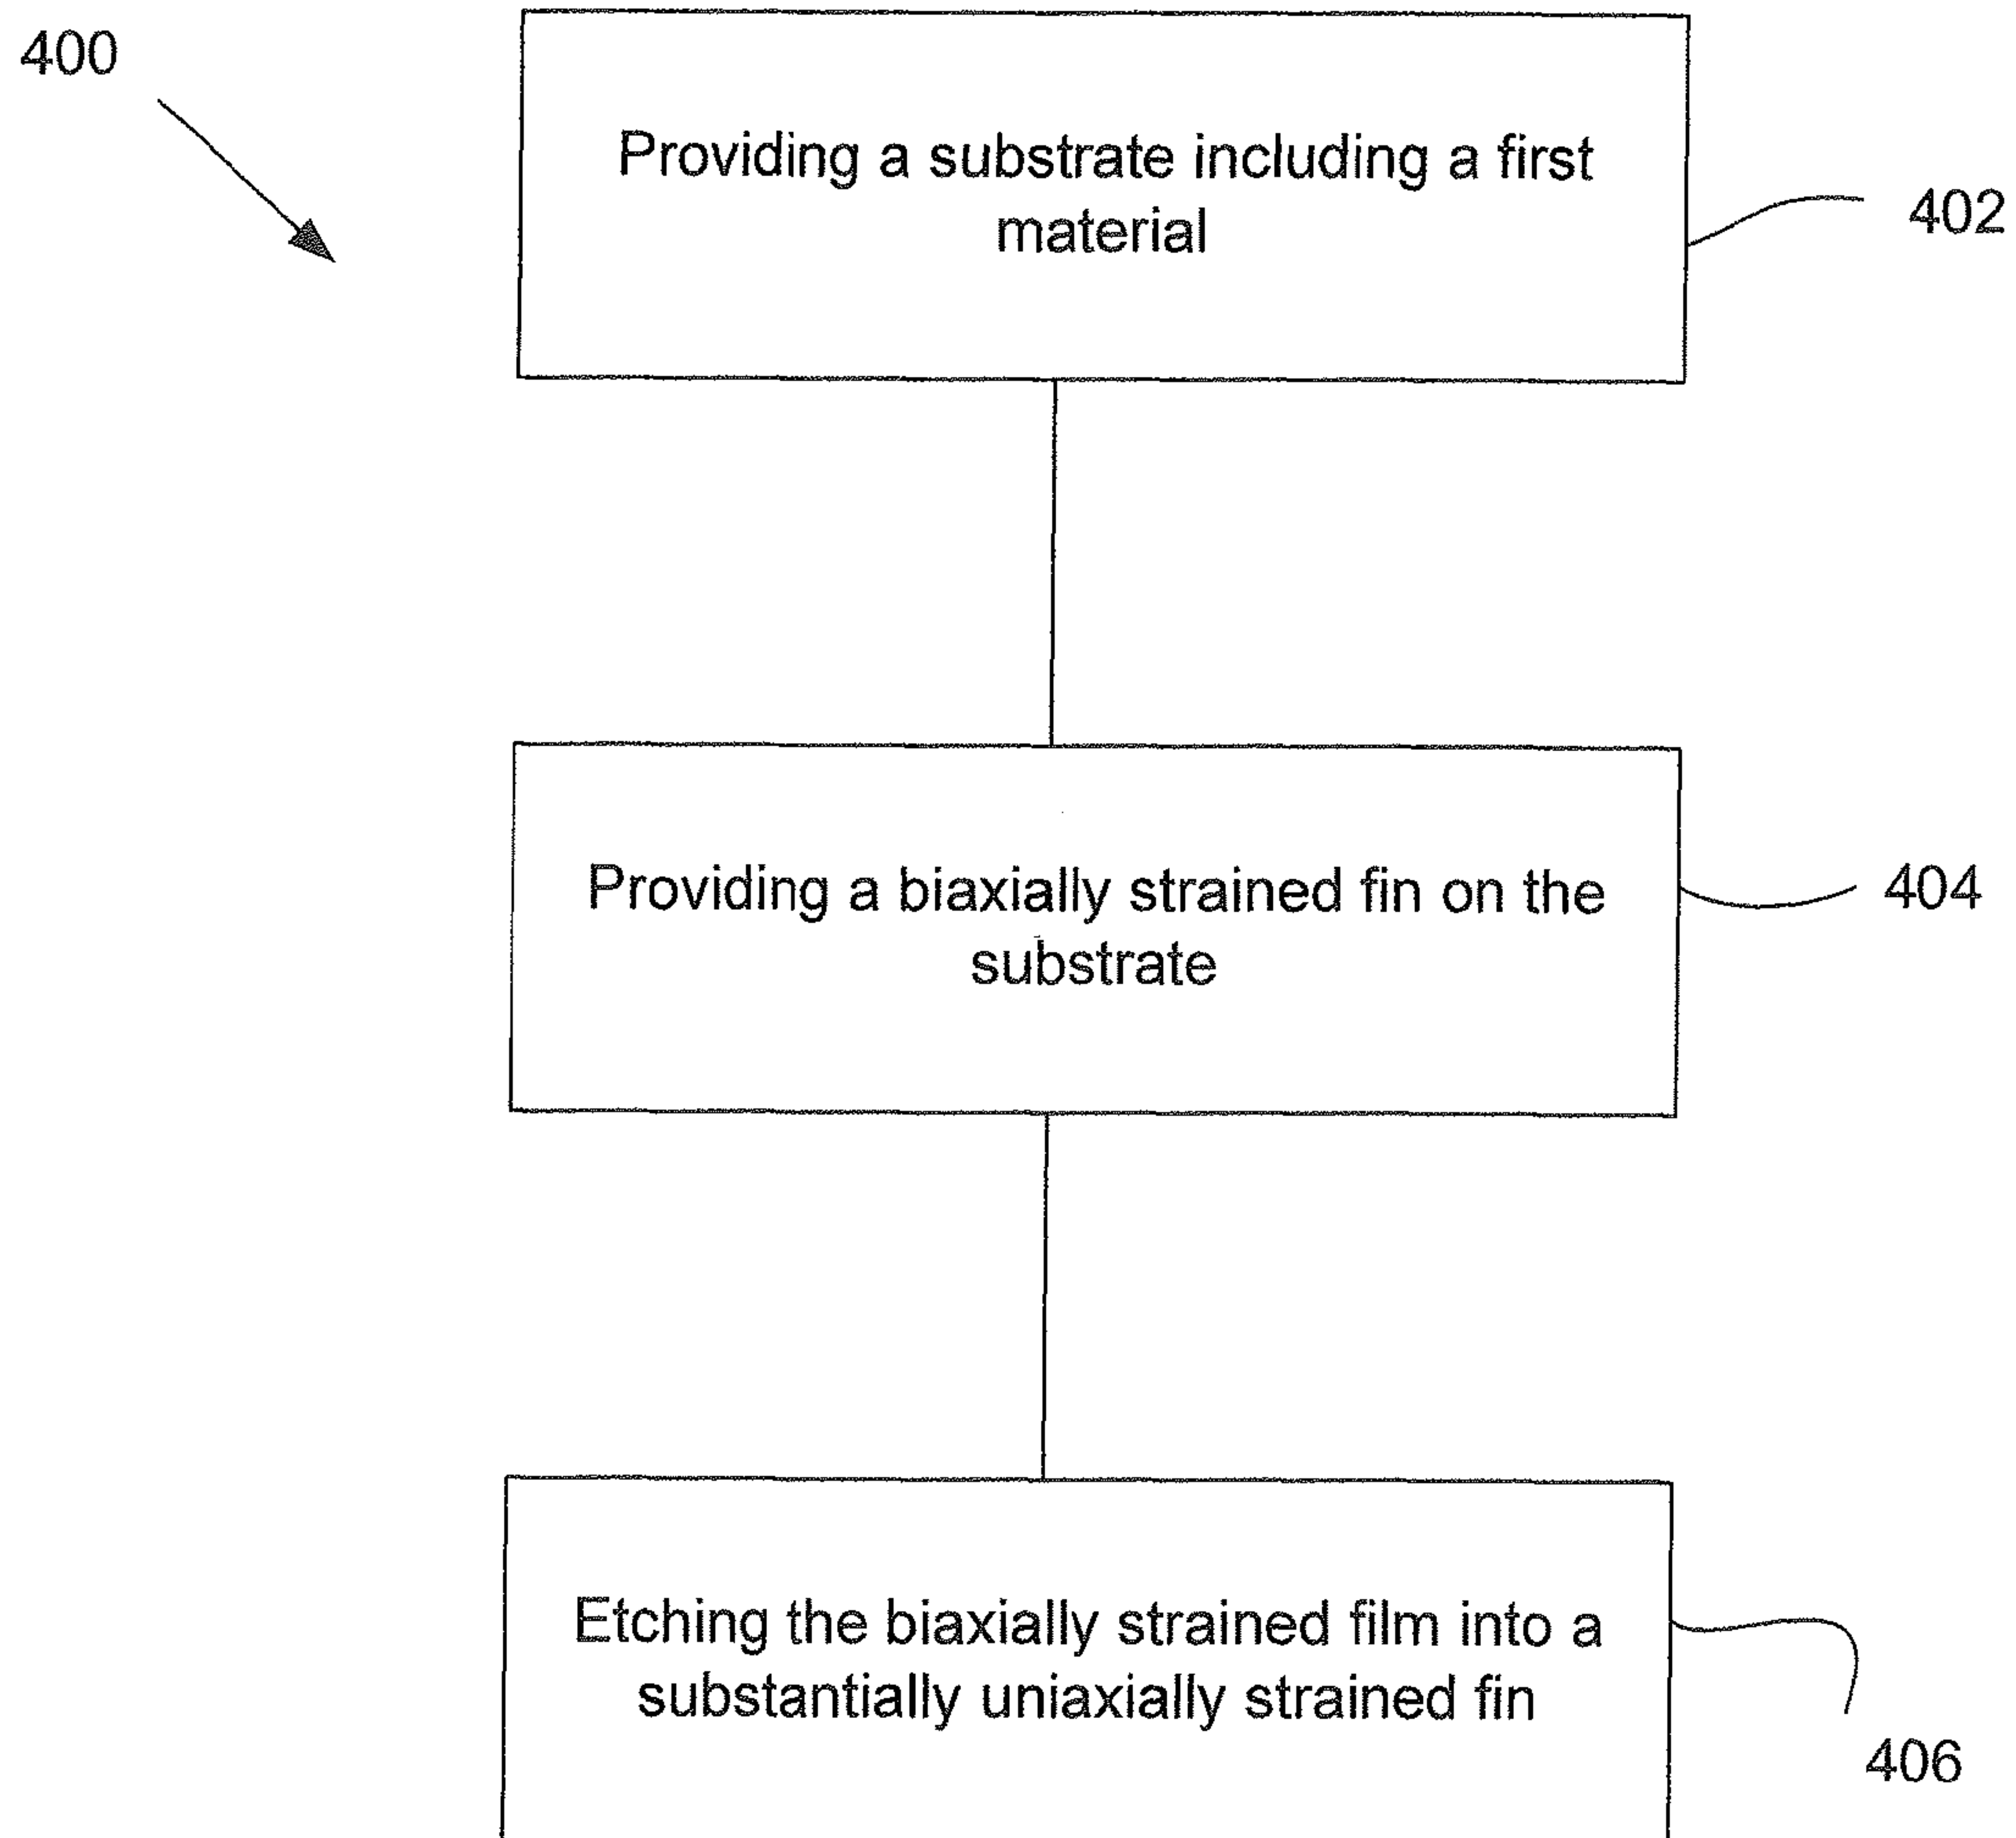 400
Providing a substrate including a first
material
402
Providing a biaxially strained fin on the
substrate
404
Etching the biaxially strained film into a
substantially uniaxially strained fin
406